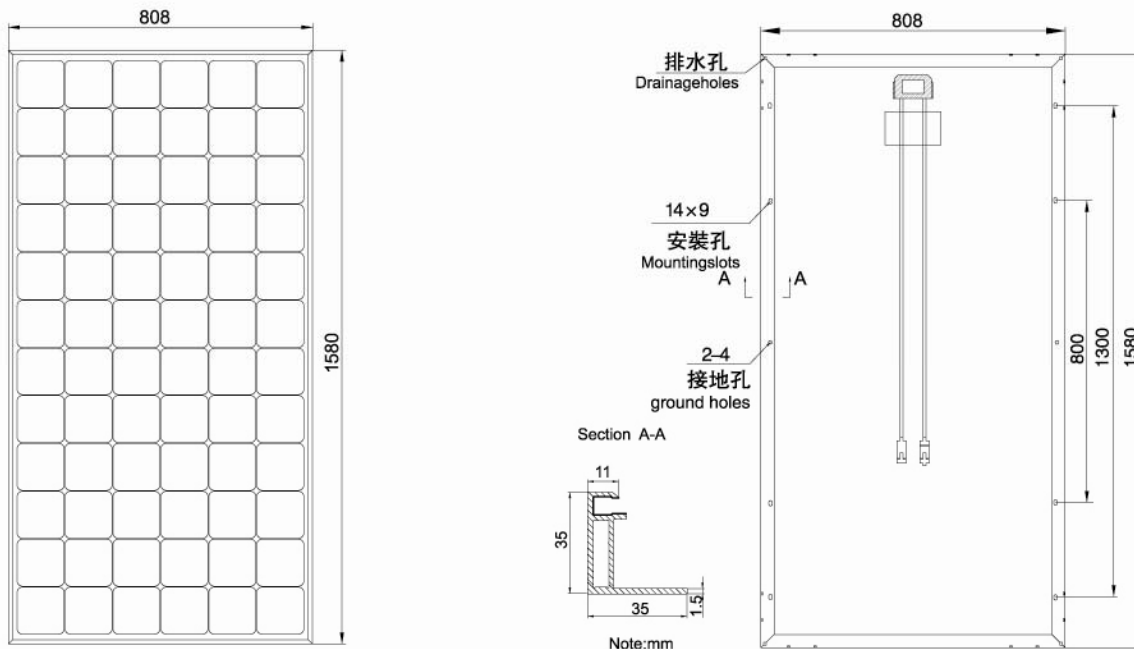 808
1580
808
排水孔
Drainageholes
14×9
安裝孔
Mountingslots
A
A
2-4
接地孔
ground holes
800
1300
1580
Section A-A
11
35
35
1.5
Note:mm